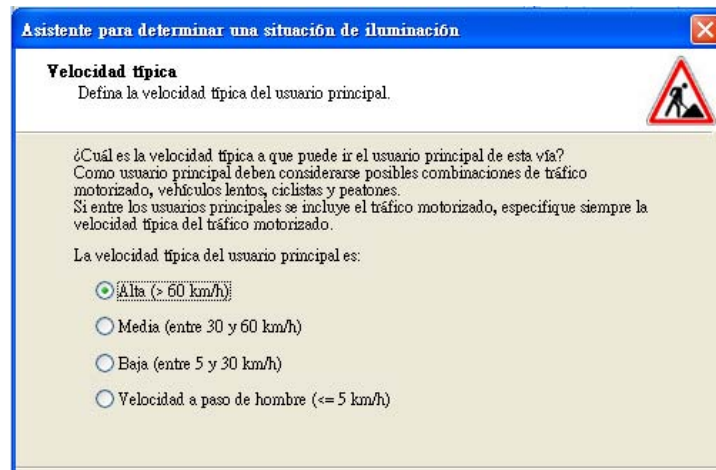 Asistente para determinar una situación de iluminación
Velocidad típica
Defina la velocidad típica del usuario principal.
¿Cuál es la velocidad típica a que puede ir el usuario principal de esta vía?
Como usuario principal deben considerarse posibles combinaciones de tráfico
motorizado, vehículos lentos, ciclistas y peatones.
Si entre los usuarios principales se incluye el tráfico motorizado, especifique siempre la
velocidad típica del tráfico motorizado.
La velocidad típica del usuario principal es:
Alta (> 60 km/h)
Media (entre 30 y 60 km/h)
Baja (entre 5 y 30 km/h)
Velocidad a paso de hombre (<= 5 km/h)